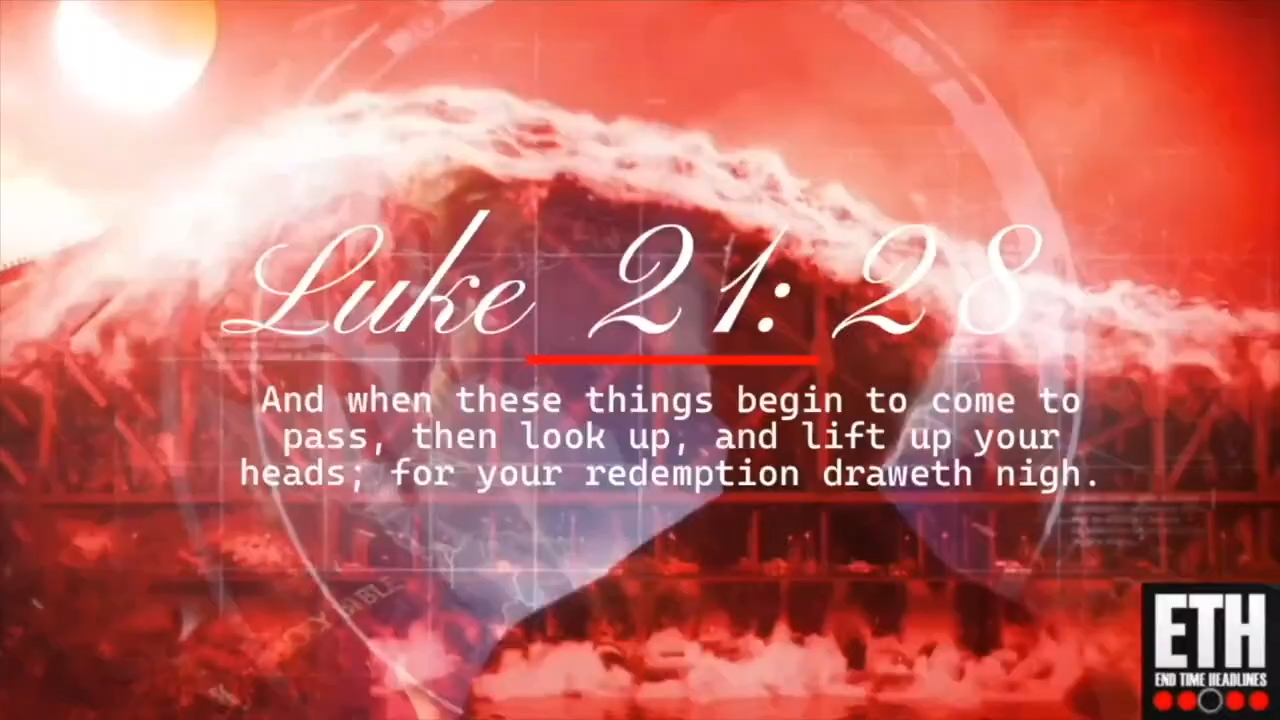 Luke 21:28
And when these things begin to come to
pass, then look up, and lift up your
heads; for your redemption draweth nigh.
ETH
END TIME HEADLINES